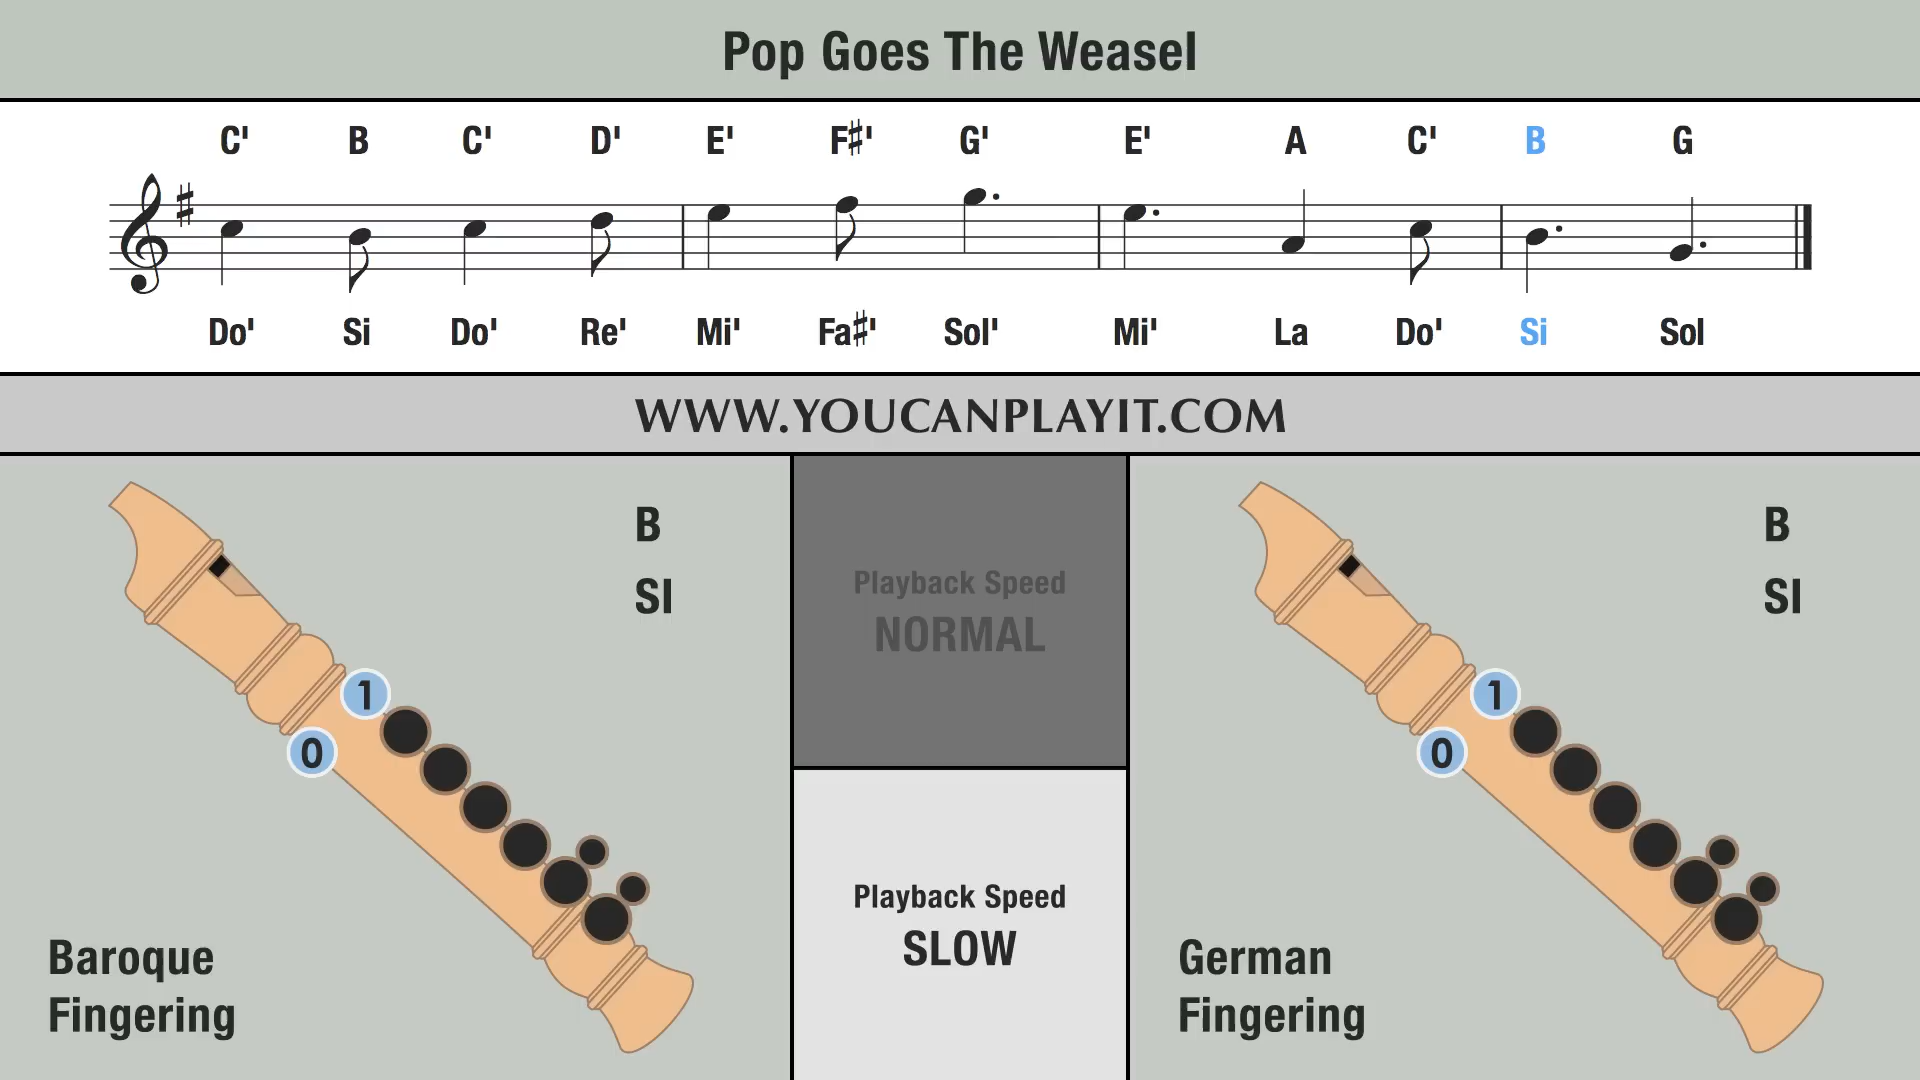 Pop Goes The Weasel
C' B C' D' E' F♯' G' E' A C' B G
Do' Si Do' Re' Mi' Fa♯' Sol' Mi' La Do' Si Sol
WWW.YOUCANPLAYIT.COM
B
SI
1
0
Baroque
Fingering
Playback Speed
NORMAL
Playback Speed
SLOW
B
SI
1
0
German
Fingering